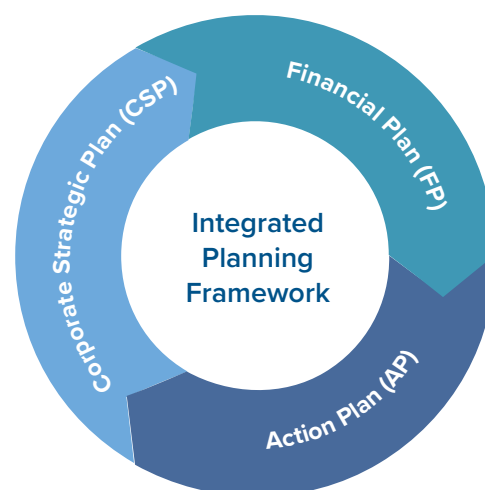 Integrated
Planning
Framework
Corporate Strategic Plan (CSP)
Financial Plan (FP)
Action Plan (AP)